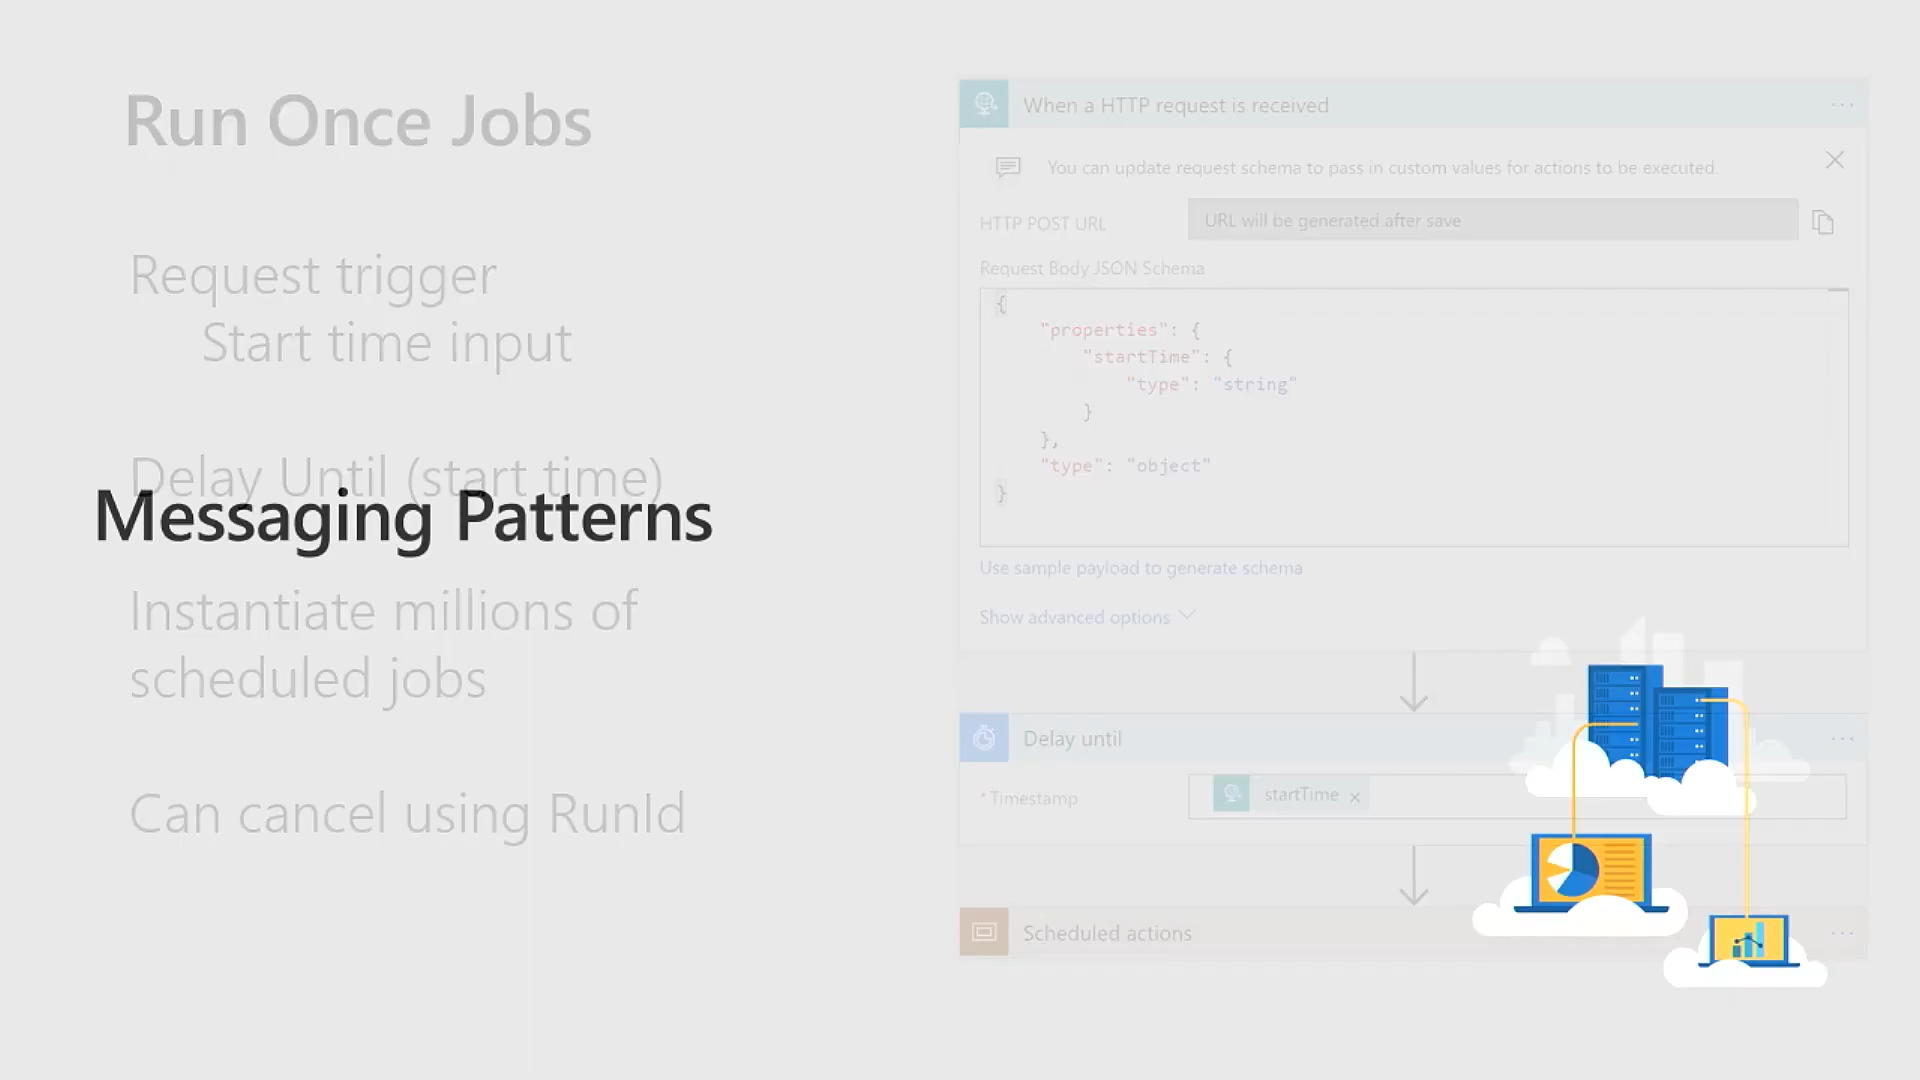 Run Once Jobs
Request trigger
Start time input
Delay Until (start time)
Messaging Patterns
Instantiate millions of
scheduled jobs
Can cancel using RunId
When a HTTP request is received
You can update request schema to pass in custom values for actions to be executed.
HTTP POST URL
URL will be generated after save
Request Body JSON Schema
{
"properties": {
"startTime": {
"type": "string"
}
},
"type": "object"
}
Use sample payload to generate schema
Show advanced options
Delay until
* Timestamp
startTime ×
Scheduled actions